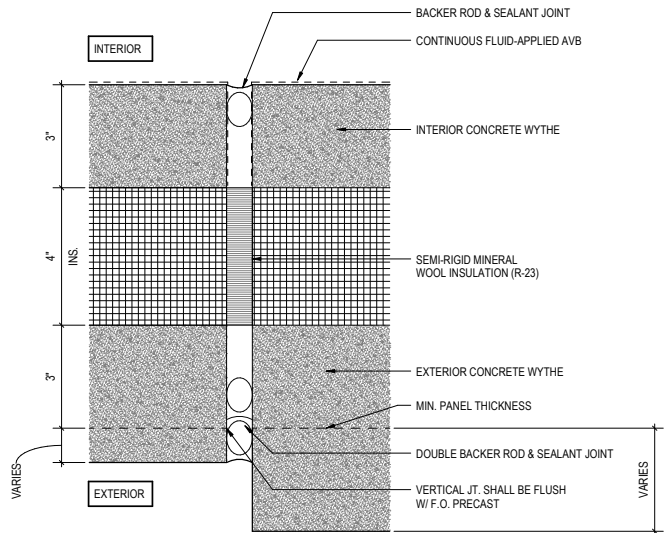 BACKER ROD & SEALANT JOINT
INTERIOR
CONTINUOUS FLUID-APPLIED AVB
3"
INTERIOR CONCRETE WYTHE
4"
INS.
SEMI-RIGID MINERAL
WOOL INSULATION (R-23)
3"
EXTERIOR CONCRETE WYTHE
MIN. PANEL THICKNESS
DOUBLE BACKER ROD & SEALANT JOINT
VARIES
EXTERIOR
VERTICAL JT. SHALL BE FLUSH
W/ F.O. PRECAST
VARIES